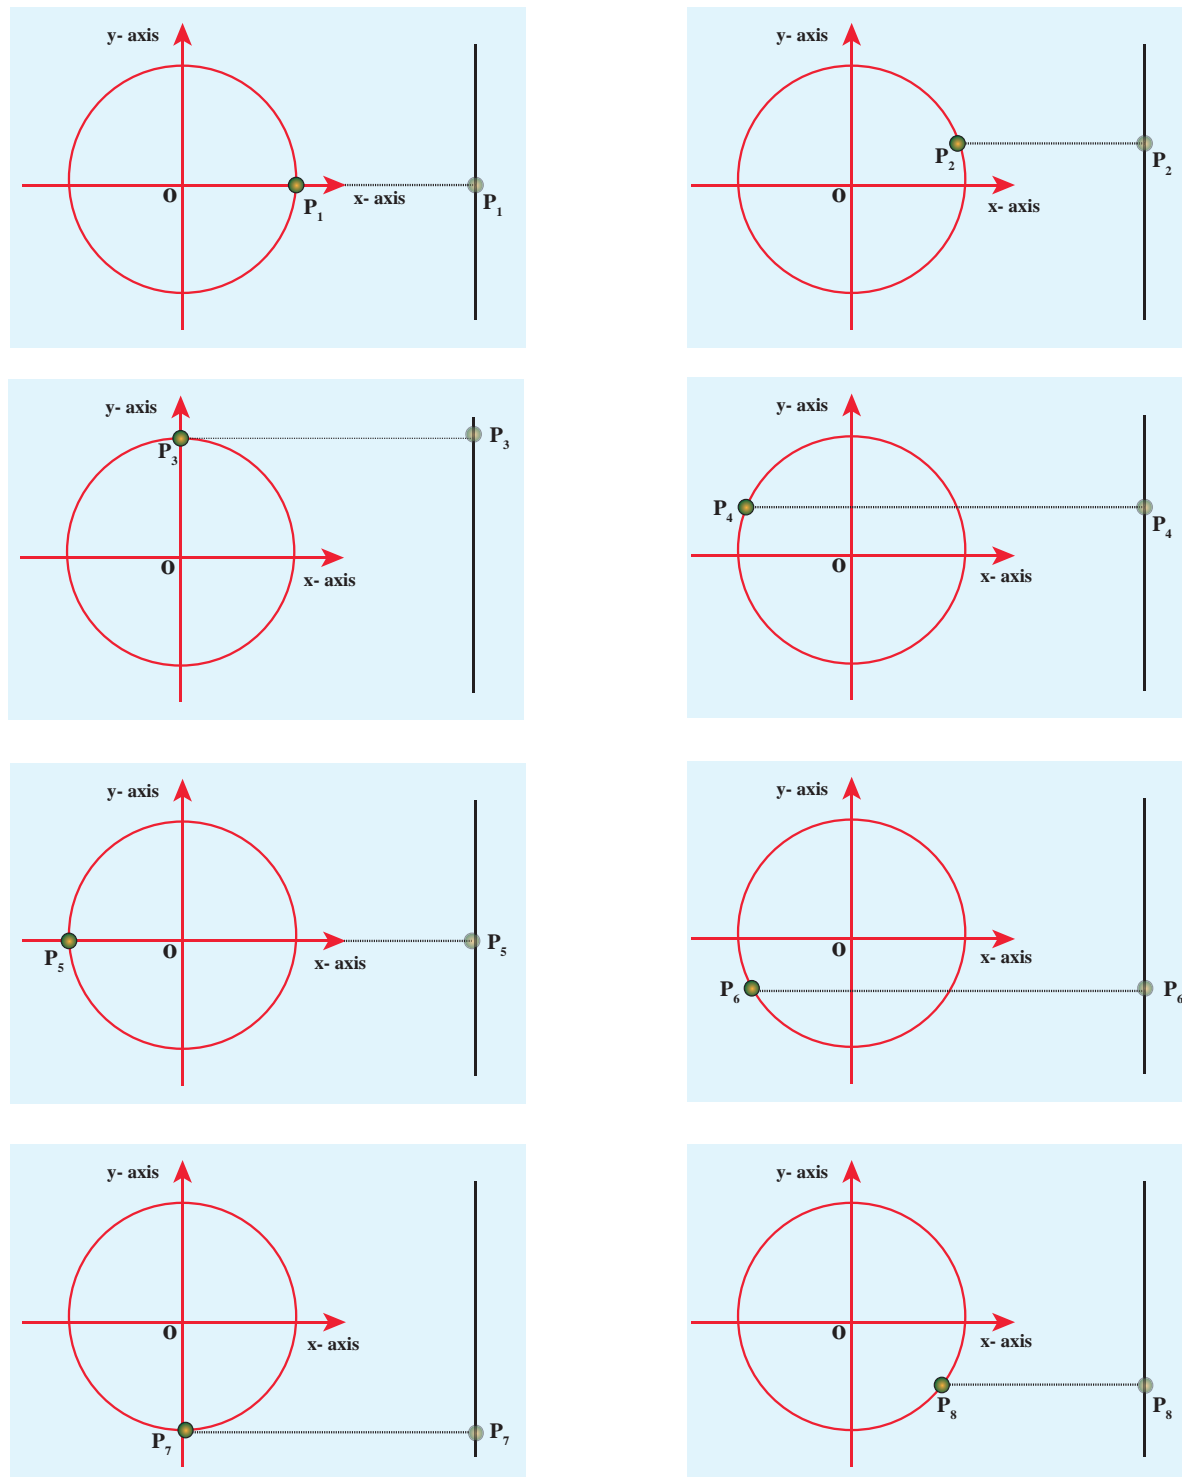 y- axis
O
P₁
x- axis
P₁
y- axis
P₂
P₂
O
x- axis
y- axis
P₃
P₃
O
x- axis
y- axis
P₄
P₄
O
x- axis
y- axis
P₅
O
x- axis
P₅
y- axis
O
x- axis
P₆
P₆
y- axis
O
x- axis
P₇
P₇
y- axis
O
x- axis
P₈
P₈